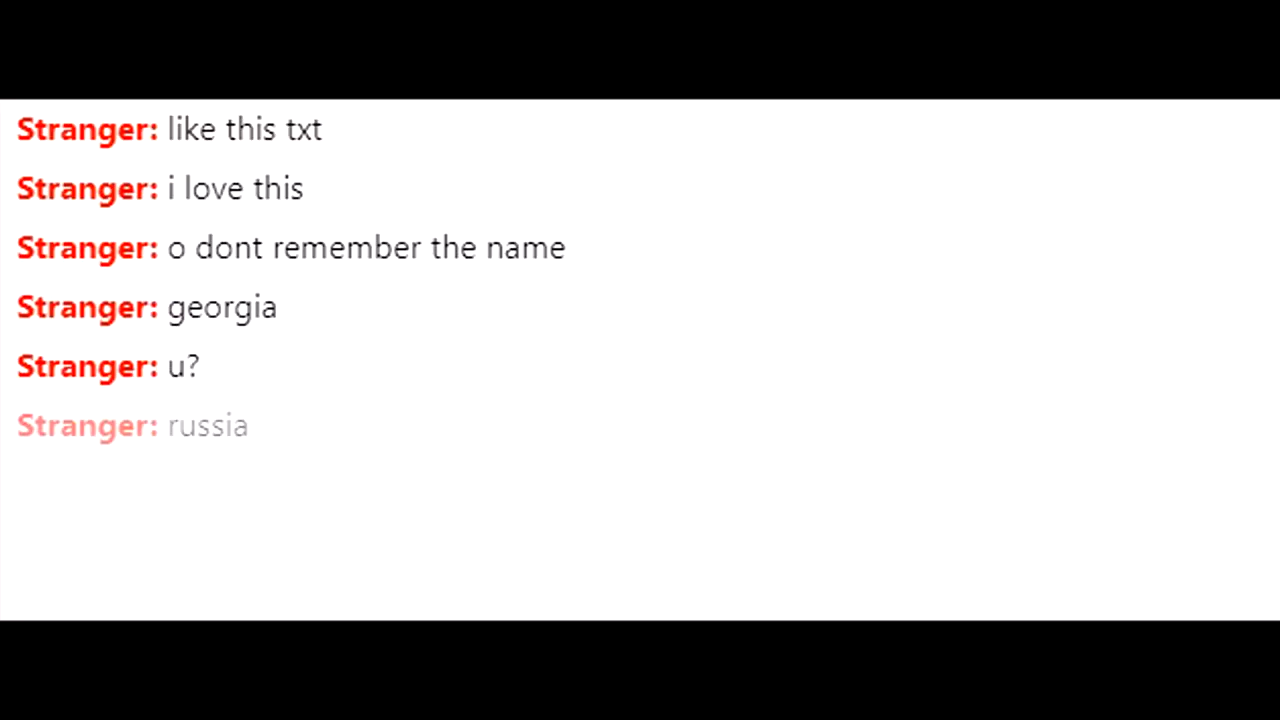 Stranger: like this txt
Stranger: i love this
Stranger: o dont remember the name
Stranger: georgia
Stranger: u?
Stranger: russia